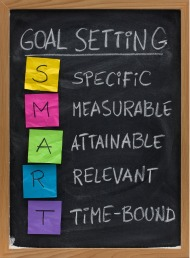 GOAL SETTING
S SPECIFIC
M MEASURABLE
A ATTAINABLE
R RELEVANT
T TIME-BOUND